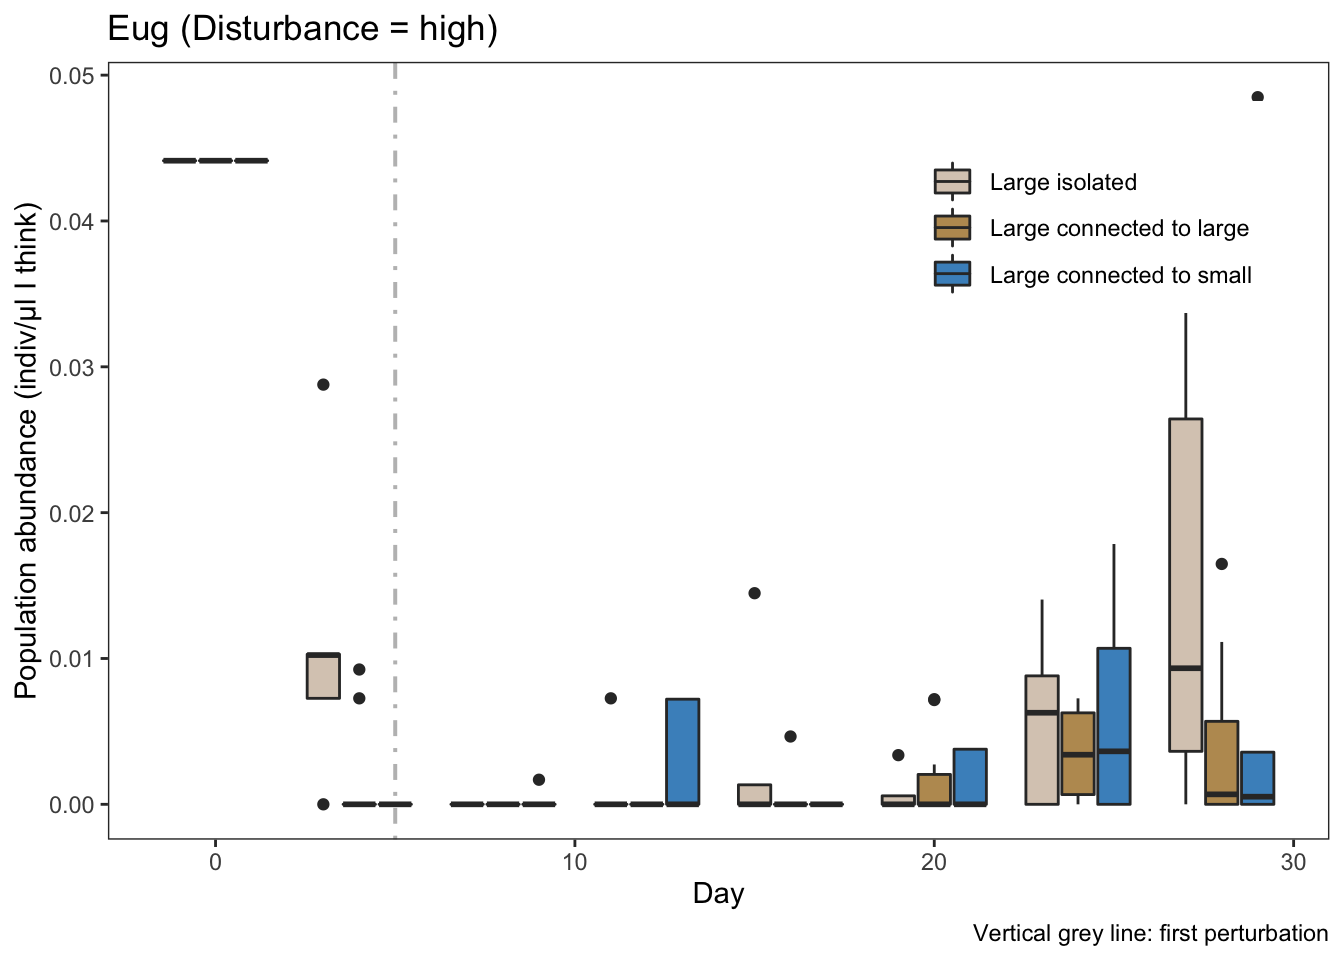 Eug (Disturbance = high)
Population abundance (indiv/µl I think)
0.05
0.04
0.03
0.02
0.01
0.00
Large isolated
Large connected to large
Large connected to small
0
10
20
30
Day
Vertical grey line: first perturbation